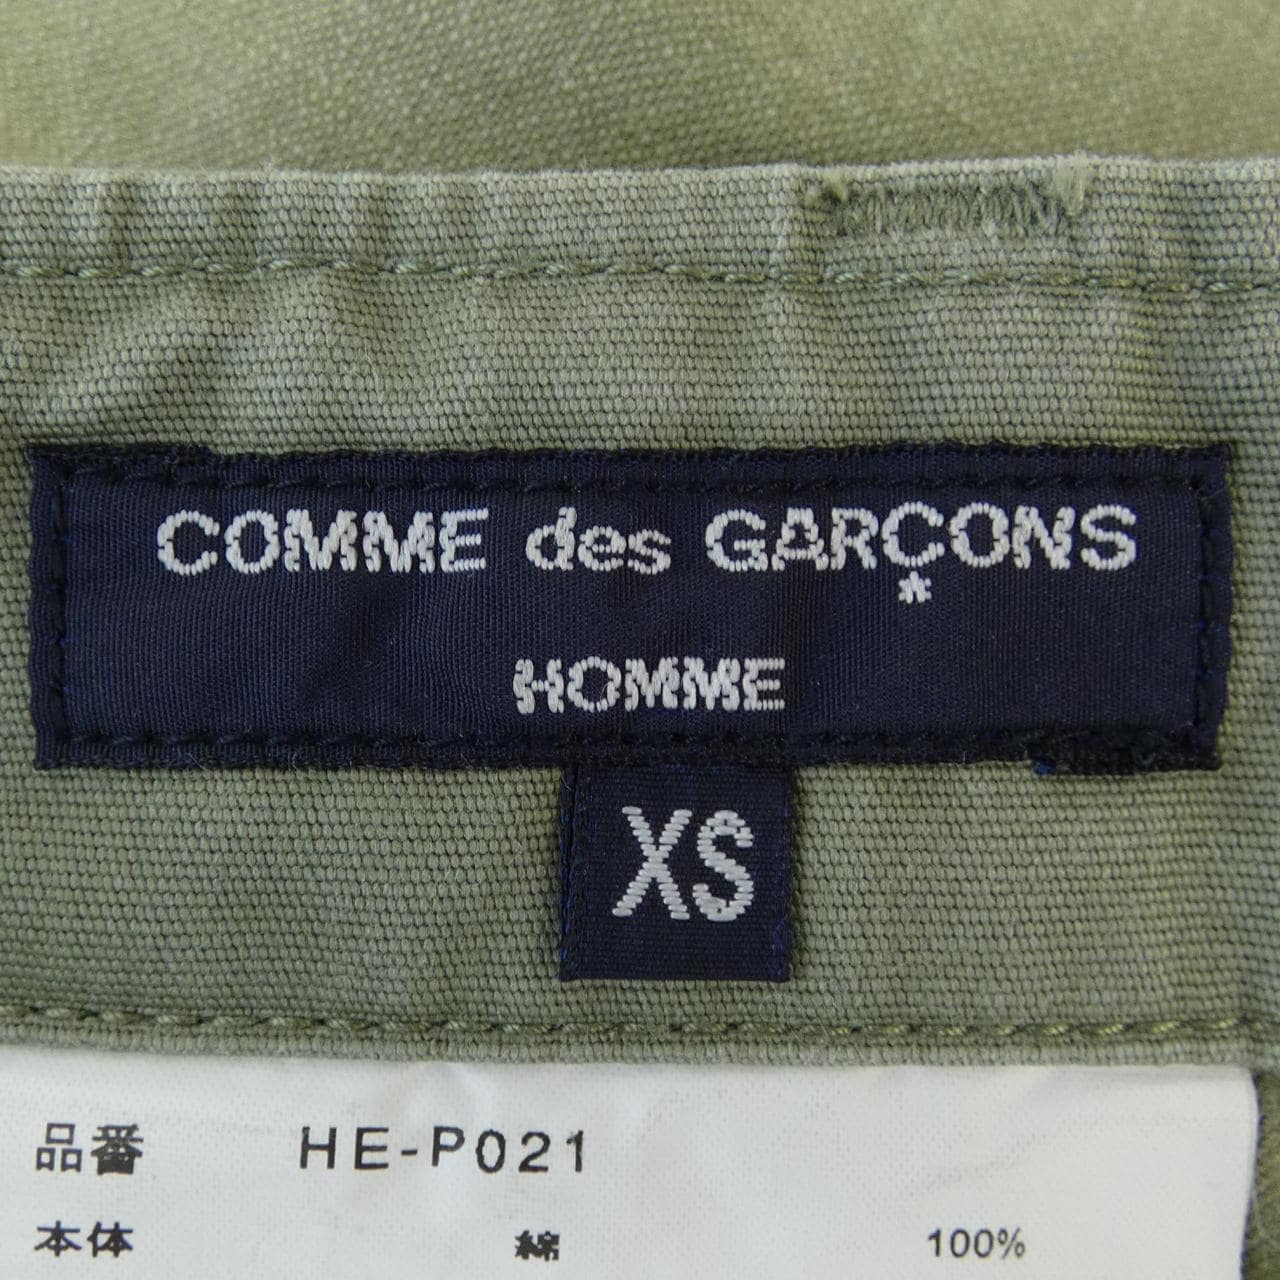 COMME des GARÇONS
HOMME
XS
品番 HE-P021
本体 綿 100%